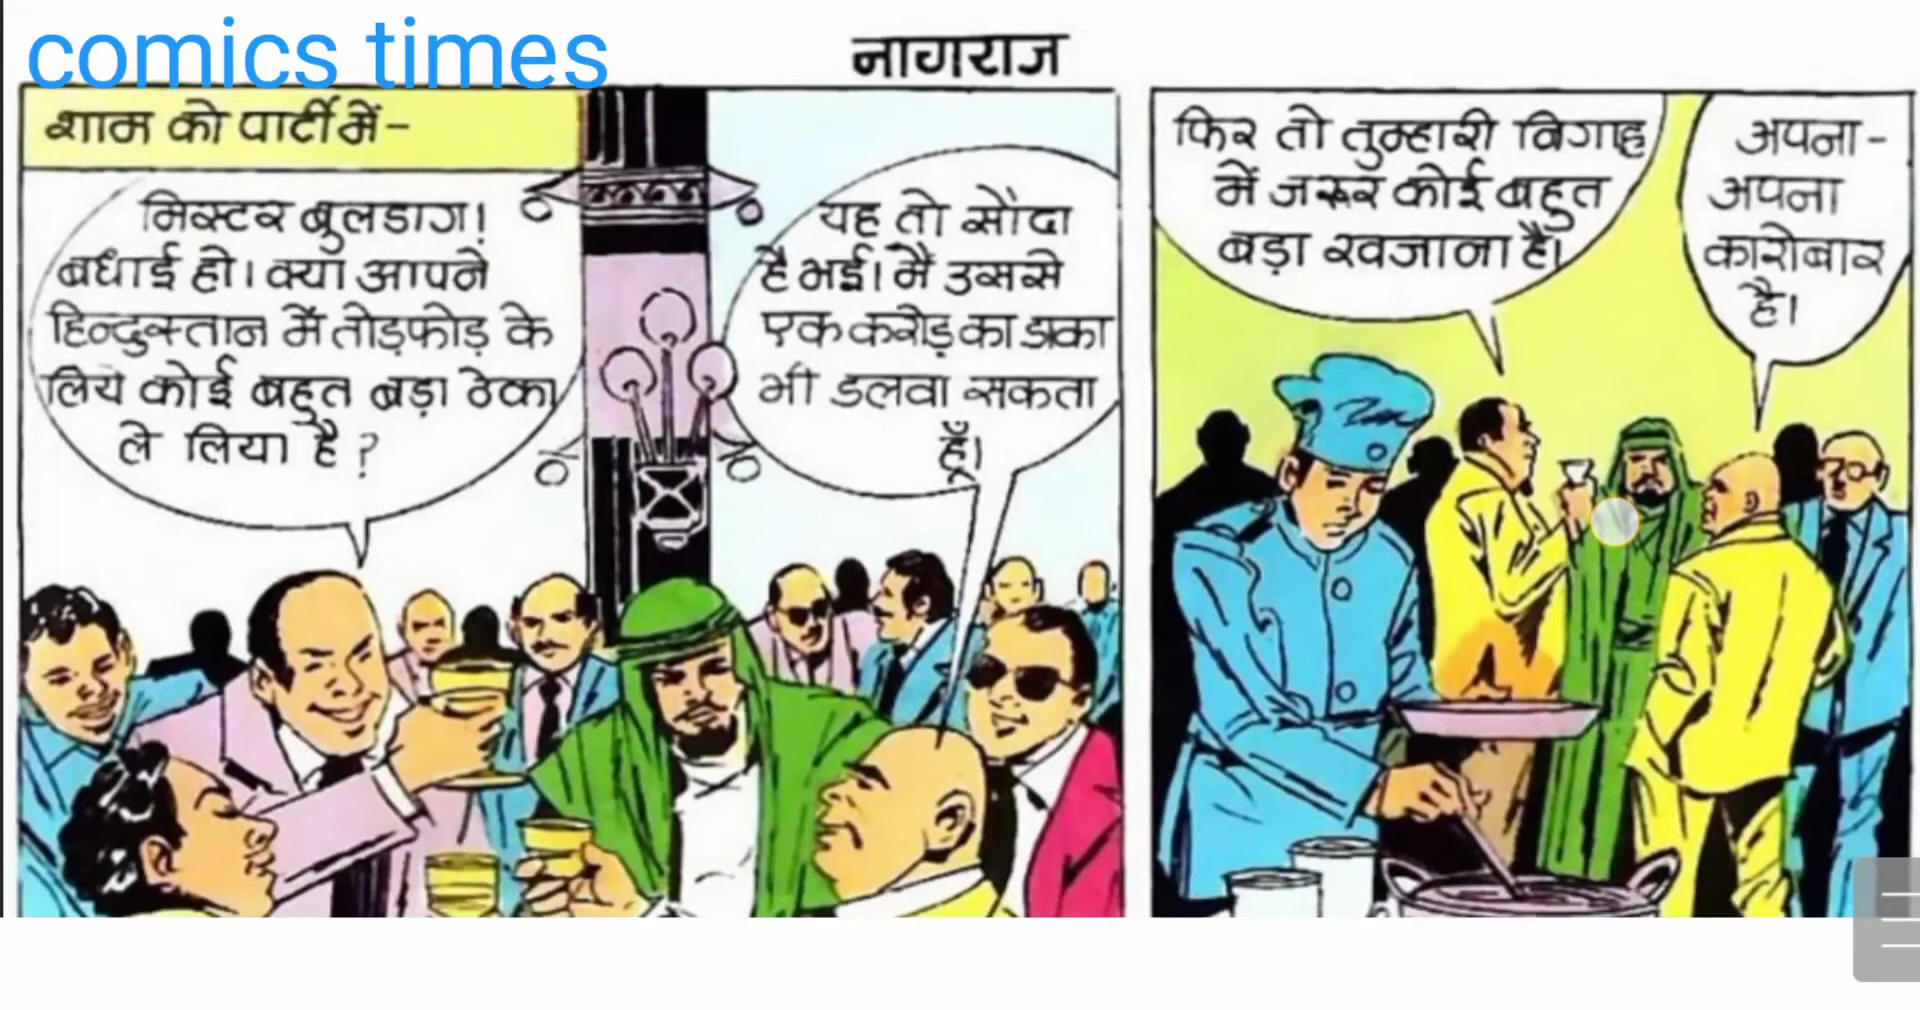 comics times
नागराज
शाम को पार्टी में-
मिस्टर बुलडाग!
बधाई हो। क्या आपने
हिन्दुस्तान में तोड़फोड़ के
लिये कोई बहुत बड़ा ठेका
ले लिया है?
यह तो सौदा
है भई। मैं उससे
एक करोड़ का डाका
भी डलवा सकता
हूँ।
फिर तो तुम्हारी निगाह
में जरूर कोई बहुत
बड़ा खजाना है।
अपना-
अपना
कारोबार
है।